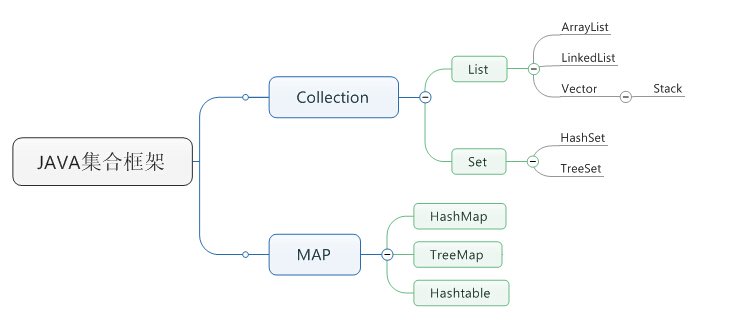 JAVA集合框架
Collection
List
ArrayList
LinkedList
Vector
Stack
Set
HashSet
TreeSet
MAP
HashMap
TreeMap
Hashtable